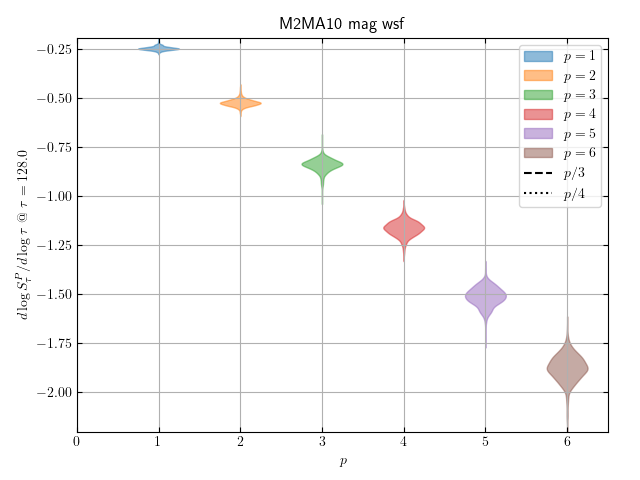 M2MA10 mag wsf
−0.25
−0.50
−0.75
−1.00
−1.25
−1.50
−1.75
−2.00
d log S_τ^P / d log τ @ τ = 128.0
0 1 2 3 4 5 6
p
p = 1
p = 2
p = 3
p = 4
p = 5
p = 6
p/3
p/4